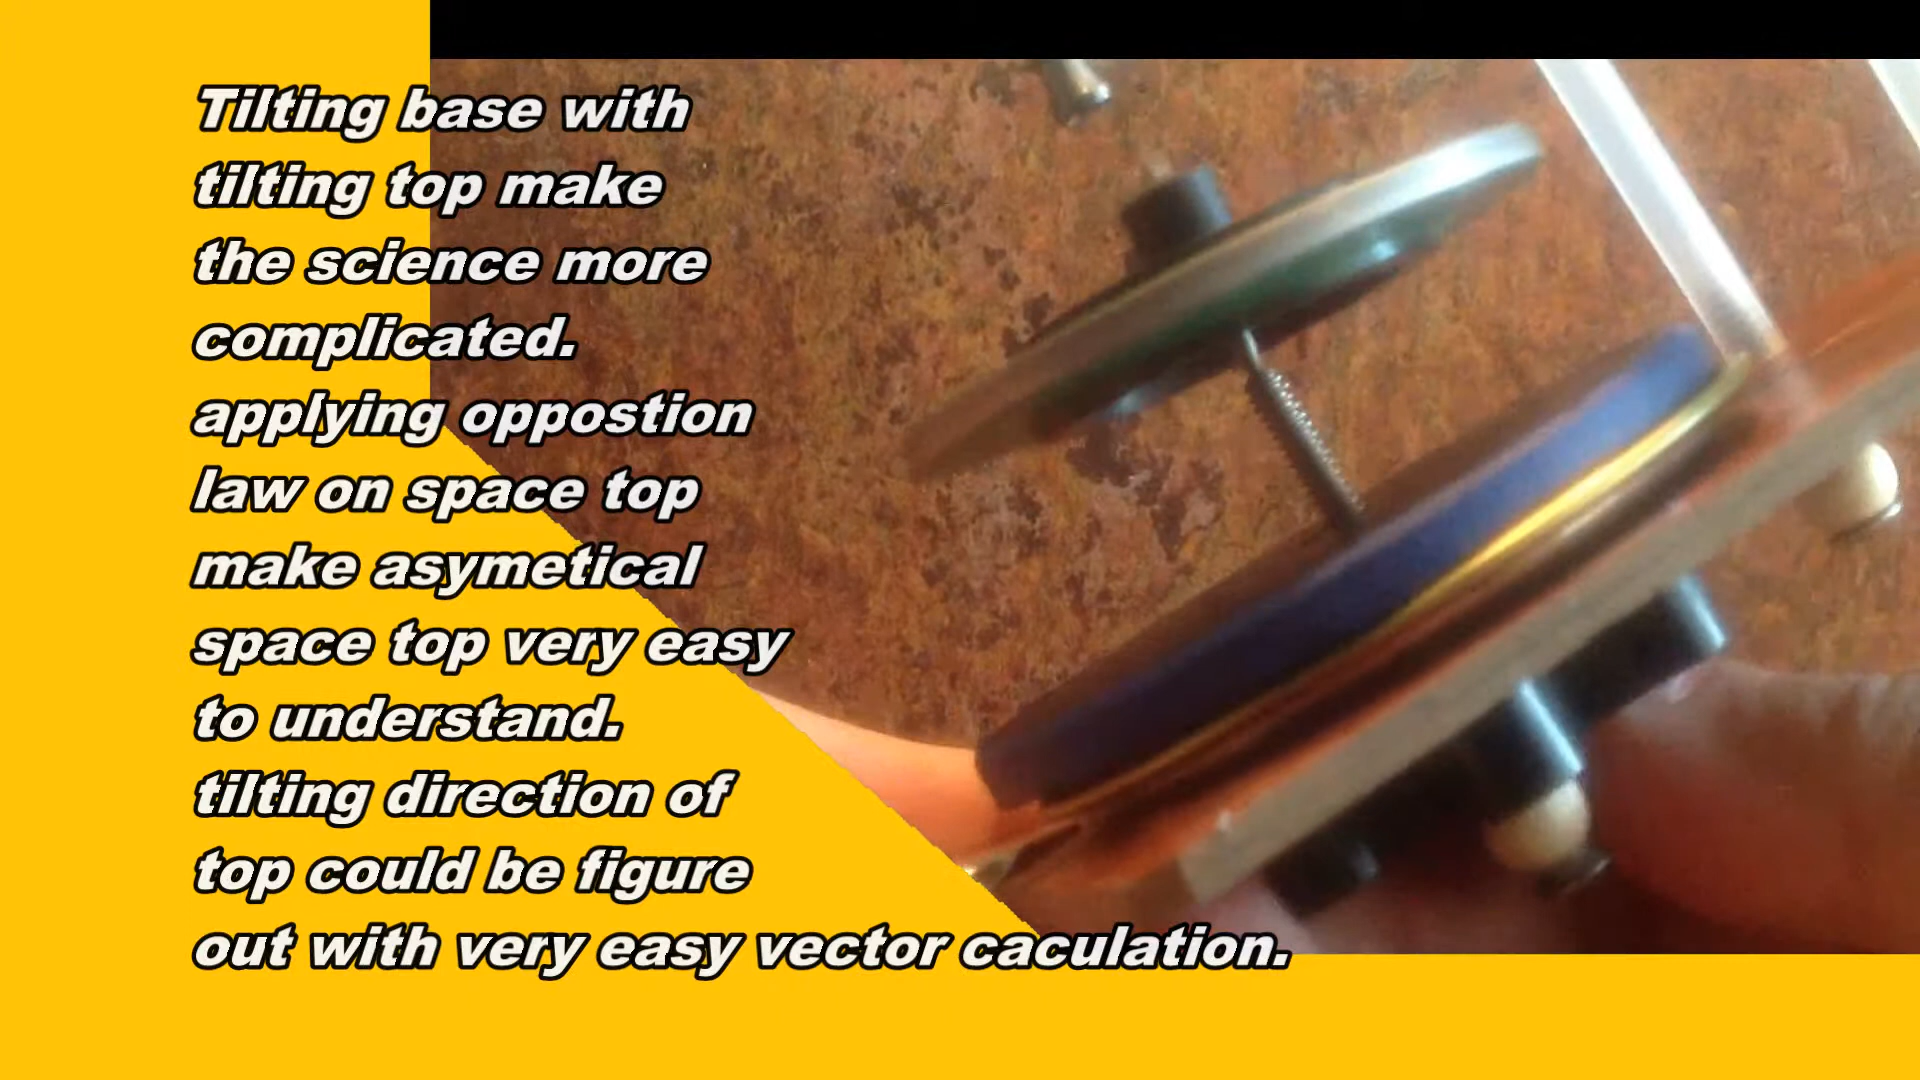 Tilting base with
tilting top make
the science more
complicated.
applying oppostion
law on space top
make asymetical
space top very easy
to understand.
tilting direction of
top could be figure
out with very easy vector caculation.